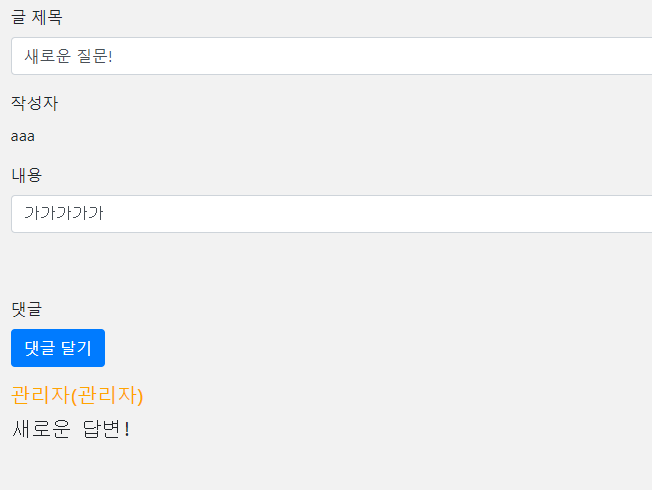 글 제목
새로운 질문!
작성자
aaa
내용
가가가가가
댓글
댓글 달기
관리자(관리자)
새로운 답변!